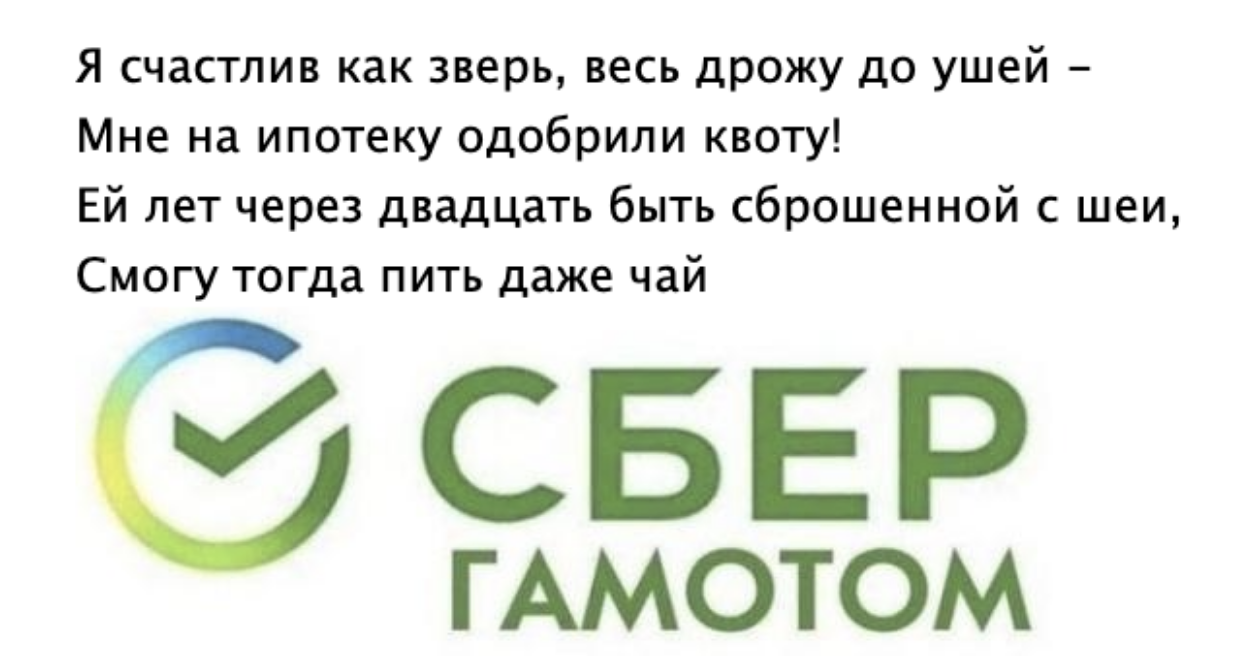 Я счастлив как зверь, весь дрожу до ушей –
Мне на ипотеку одобрили квоту!
Ей лет через двадцать быть сброшенной с шеи,
Смогу тогда пить даже чай
СБЕР
ГАМОТОМ